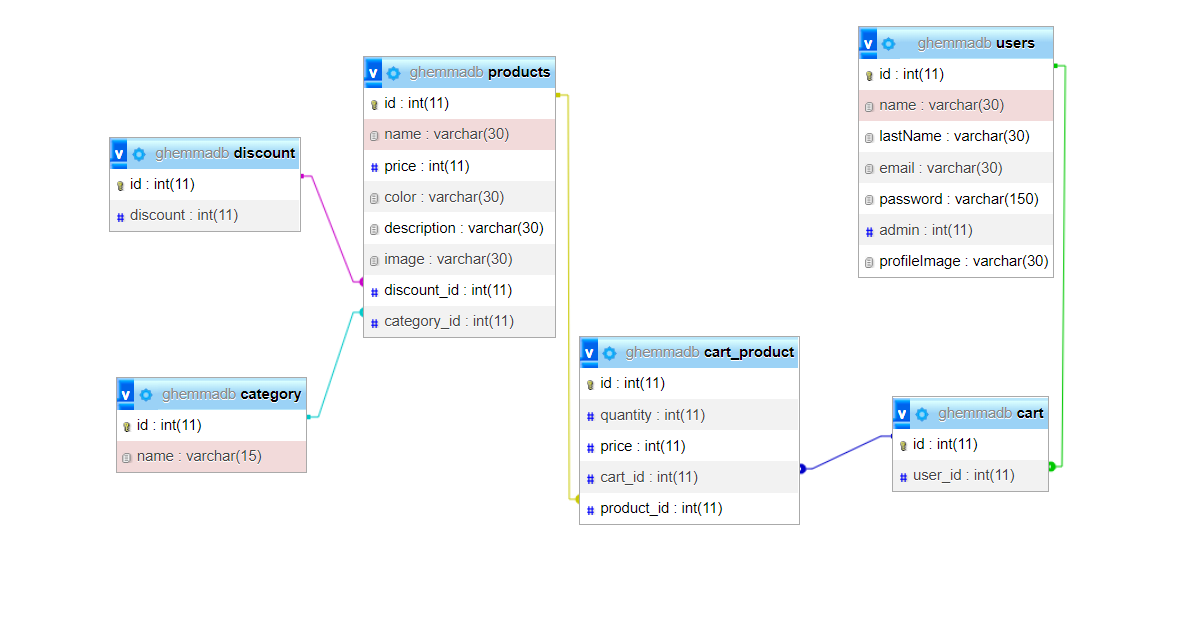 v ghemmadb discount
id : int(11)
# discount : int(11)
v ghemmadb category
id : int(11)
name : varchar(15)
v ghemmadb products
id : int(11)
name : varchar(30)
# price : int(11)
color : varchar(30)
description : varchar(30)
image : varchar(30)
# discount_id : int(11)
# category_id : int(11)
v ghemmadb cart_product
id : int(11)
# quantity : int(11)
# price : int(11)
# cart_id : int(11)
# product_id : int(11)
v ghemmadb users
id : int(11)
name : varchar(30)
lastName : varchar(30)
email : varchar(30)
password : varchar(150)
# admin : int(11)
profileImage : varchar(30)
v ghemmadb cart
id : int(11)
# user_id : int(11)